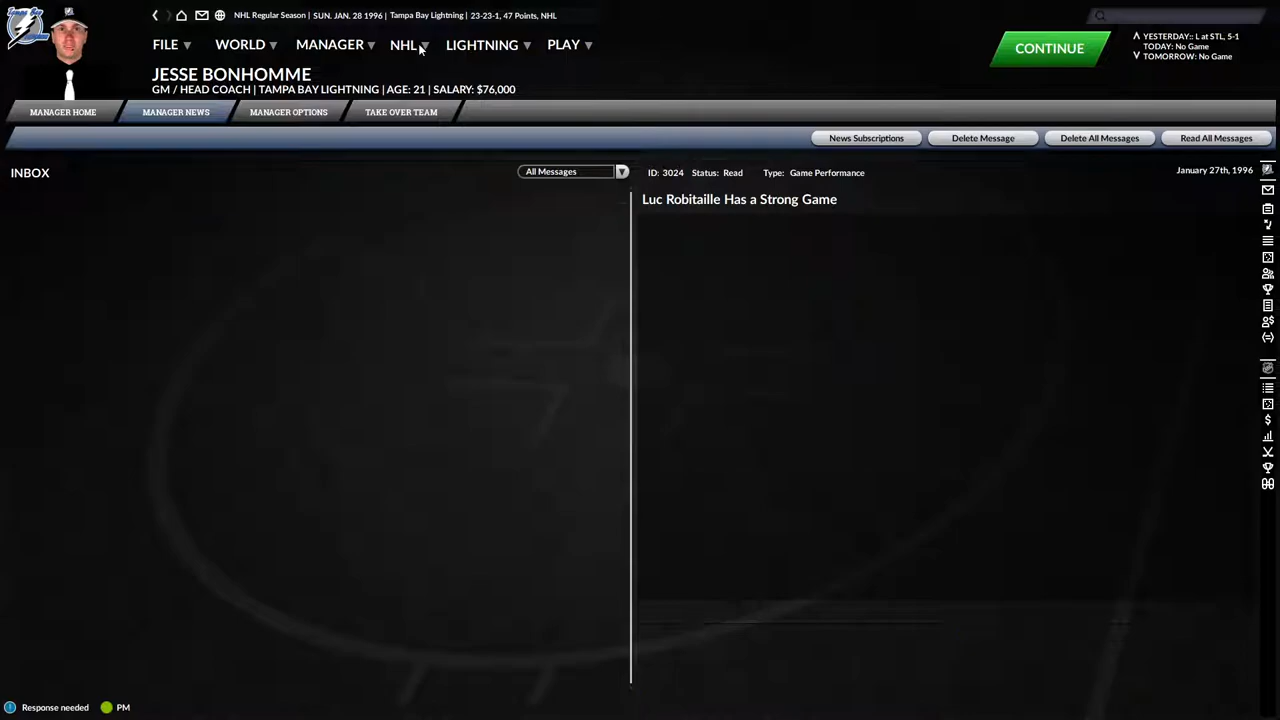 NHL Regular Season | SUN. JAN. 28 1996 | Tampa Bay Lightning | 23-23-1, 47 Points, NHL
FILE WORLD MANAGER NHL LIGHTNING PLAY
CONTINUE
YESTERDAY:: L at STL, 5-1
TODAY: No Game
TOMORROW: No Game
JESSE BONHOMME
GM / HEAD COACH | TAMPA BAY LIGHTNING | AGE: 21 | SALARY: $76,000
MANAGER HOME MANAGER NEWS MANAGER OPTIONS TAKE OVER TEAM
News Subscriptions Delete Message Delete All Messages Read All Messages
INBOX All Messages ID: 3024 Status: Read Type: Game Performance January 27th, 1996
Luc Robitaille Has a Strong Game
Response needed PM